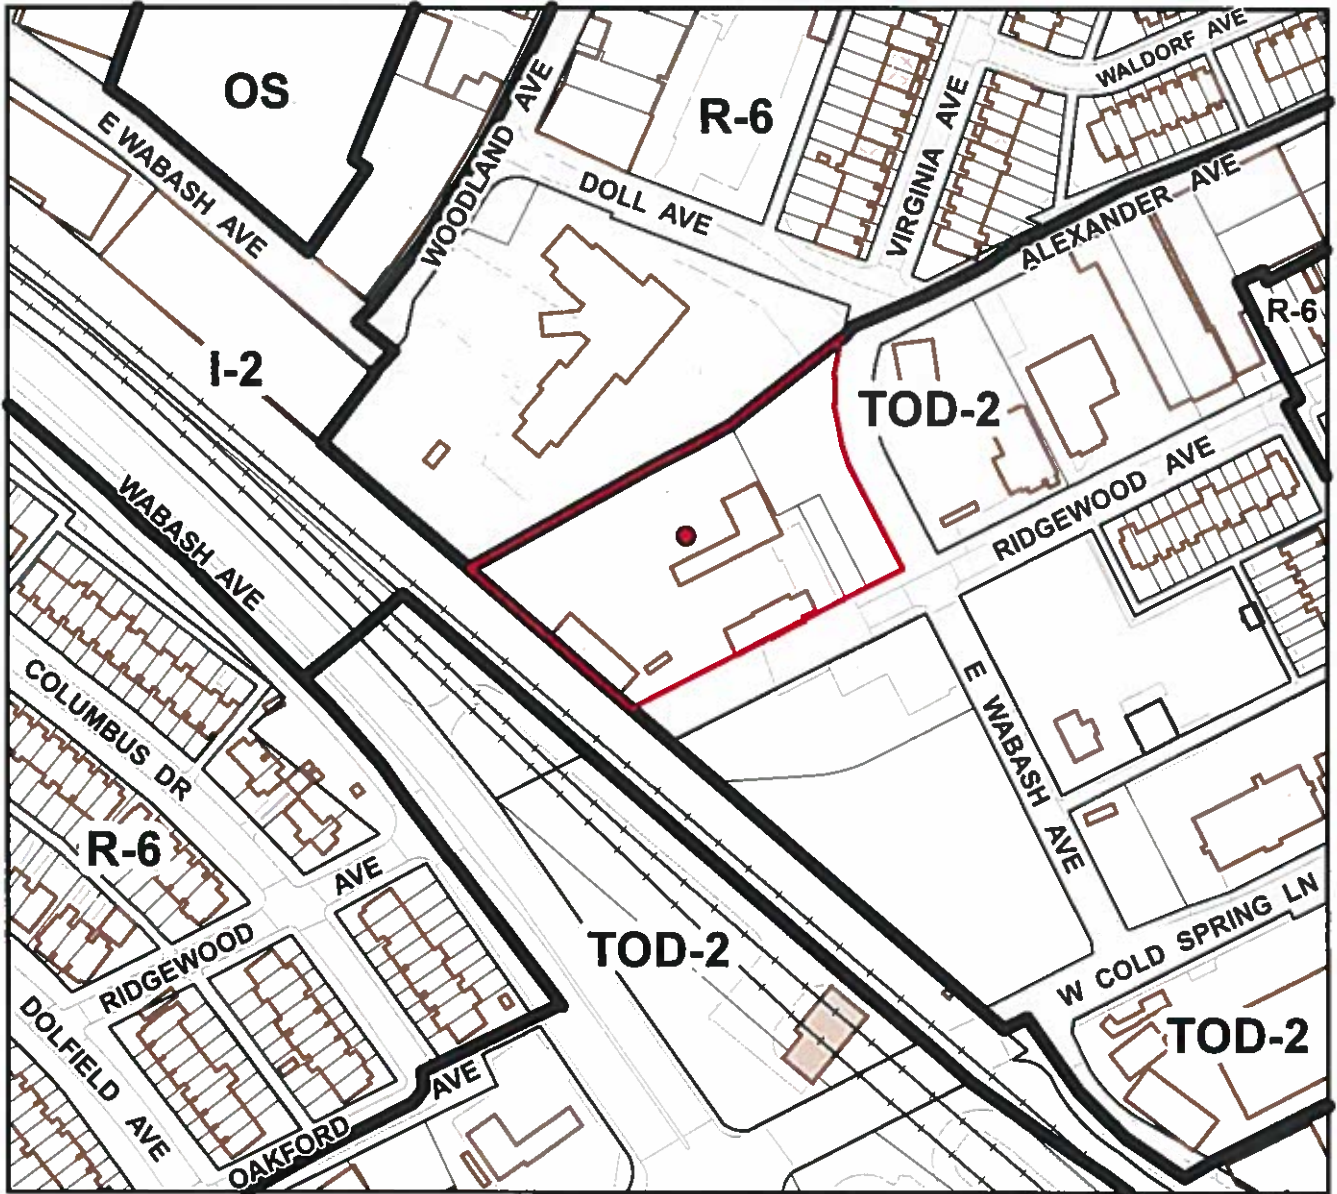 OS
E WABASH AVE
WOODLAND AVE
R-6
DOLL AVE
VIRGINIA AVE
WALDORF AVE
ALEXANDER AVE
R-6
I-2
TOD-2
RIDGEWOOD AVE
WABASH AVE
COLUMBUS DR
E WABASH AVE
R-6
RIDGEWOOD AVE
TOD-2
W COLD SPRING LN
TOD-2
DOLFIELD AVE
OAKFORD AVE